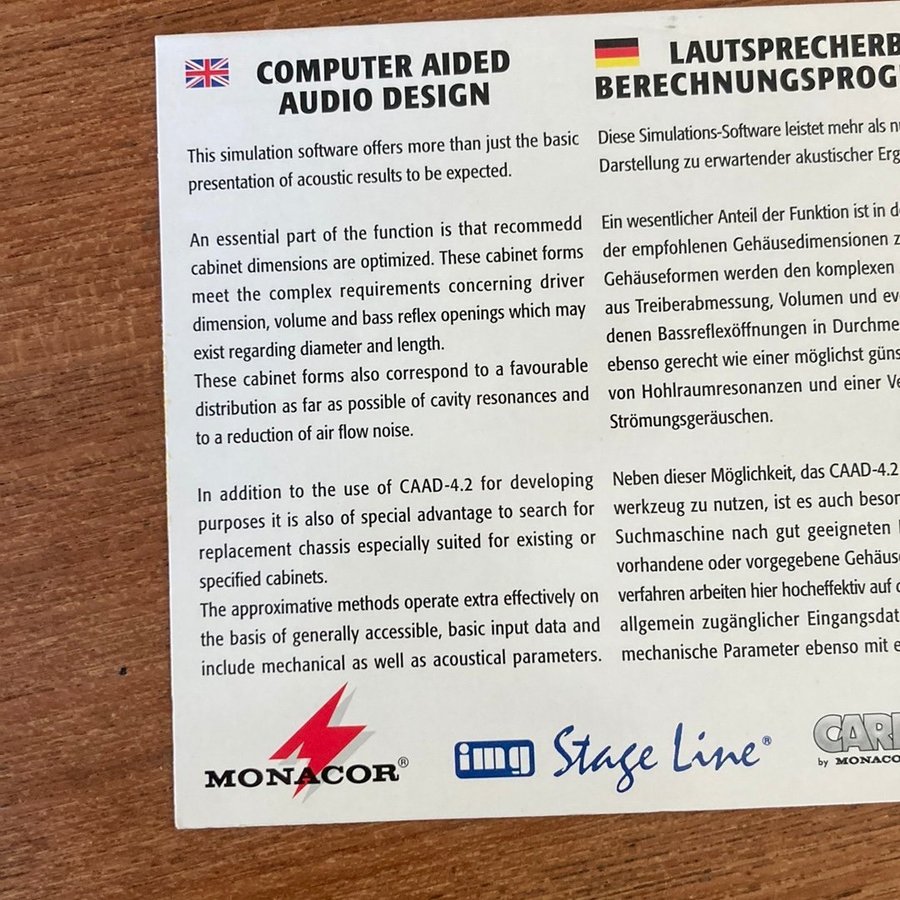 COMPUTER AIDED
AUDIO DESIGN
This simulation software offers more than just the basic
presentation of acoustic results to be expected.
An essential part of the function is that recommedd
cabinet dimensions are optimized. These cabinet forms
meet the complex requirements concerning driver
dimension, volume and bass reflex openings which may
exist regarding diameter and length.
These cabinet forms also correspond to a favourable
distribution as far as possible of cavity resonances and
to a reduction of air flow noise.
In addition to the use of CAAD-4.2 for developing
purposes it is also of special advantage to search for
replacement chassis especially suited for existing or
specified cabinets.
The approximative methods operate extra effectively on
the basis of generally accessible, basic input data and
include mechanical as well as acoustical parameters.
LAUTSPRECHERB
BERECHNUNGSPROG
Diese Simulations-Software leistet mehr als
Darstellung zu erwartender akustischer Erg
Ein wesentlicher Anteil der Funktion ist in
der empfohlenen Gehäusedimensionen
Gehäuseformen werden den komplexen
aus Treiberabmessung, Volumen und
denen Bassreflexöffnungen in Durchme
ebenso gerecht wie einer möglichst güns
von Hohlraumresonanzen und einer
Strömungsgeräuschen.
Neben dieser Möglichkeit, das CAAD-4.2
werkzeug zu nutzen, ist es auch beson
Suchmaschine nach gut geeigneten
vorhandene oder vorgegebene Gehäus
verfahren arbeiten hier hocheffektiv auf
allgemein zugänglicher Eingangsdat
mechanische Parameter ebenso mit
MONACOR®
img Stage Line®
CAR
by MONACO